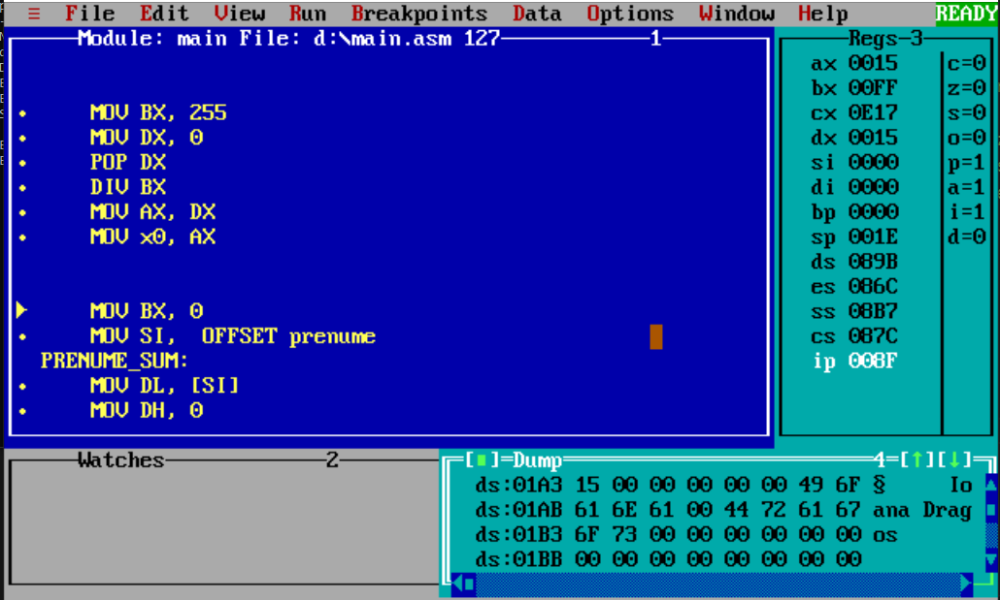 ≡ File Edit View Run Breakpoints Data Options Window Help READY
Module: main File: d:\main.asm 127 1
MOV BX, 255
MOV DX, 0
POP DX
DIV BX
MOV AX, DX
MOV x0, AX
MOV BX, 0
MOV SI, OFFSET prenume
PRENUME_SUM:
MOV DL, [SI]
MOV DH, 0
Regs 3
ax 0015 c=0
bx 00FF z=0
cx 0E17 s=0
dx 0015 o=0
si 0000 p=1
di 0000 a=1
bp 0000 i=1
sp 001E d=0
ds 089B
es 086C
ss 08B7
cs 087C
ip 008F
Watches 2
[■]=Dump 4=[↑][↓]
ds:01A3 15 00 00 00 00 00 49 6F § Io
ds:01AB 61 6E 61 00 44 72 61 67 ana Drag
ds:01B3 6F 73 00 00 00 00 00 00 os
ds:01BB 00 00 00 00 00 00 00 00